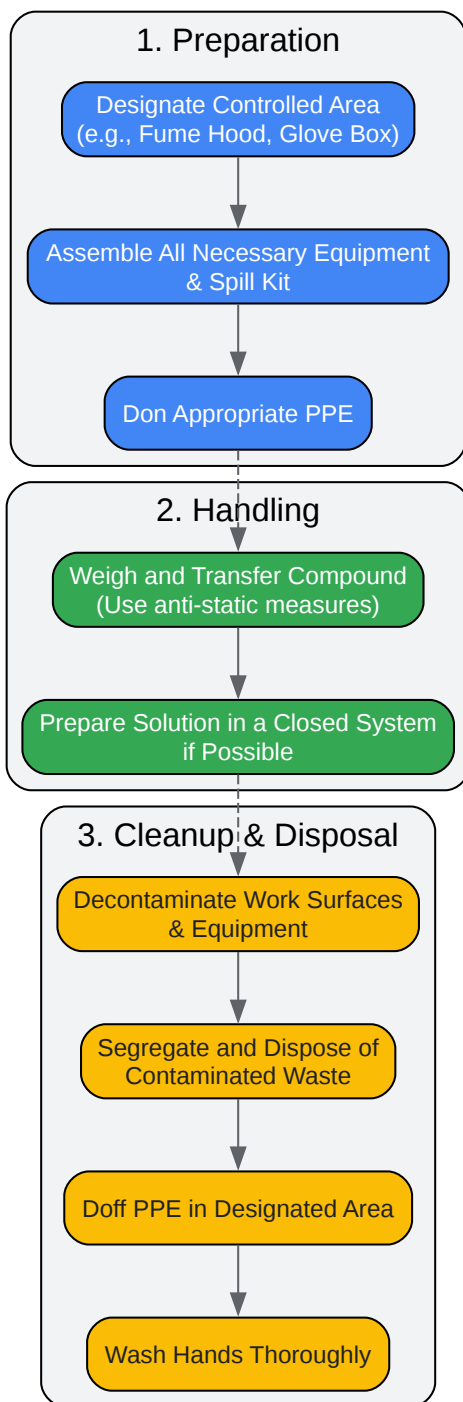 1. Preparation
Designate Controlled Area
(e.g., Fume Hood, Glove Box)
Assemble All Necessary Equipment
& Spill Kit
Don Appropriate PPE
2. Handling
Weigh and Transfer Compound
(Use anti-static measures)
Prepare Solution in a Closed System
if Possible
3. Cleanup & Disposal
Decontaminate Work Surfaces
& Equipment
Segregate and Dispose of
Contaminated Waste
Doff PPE in Designated Area
Wash Hands Thoroughly